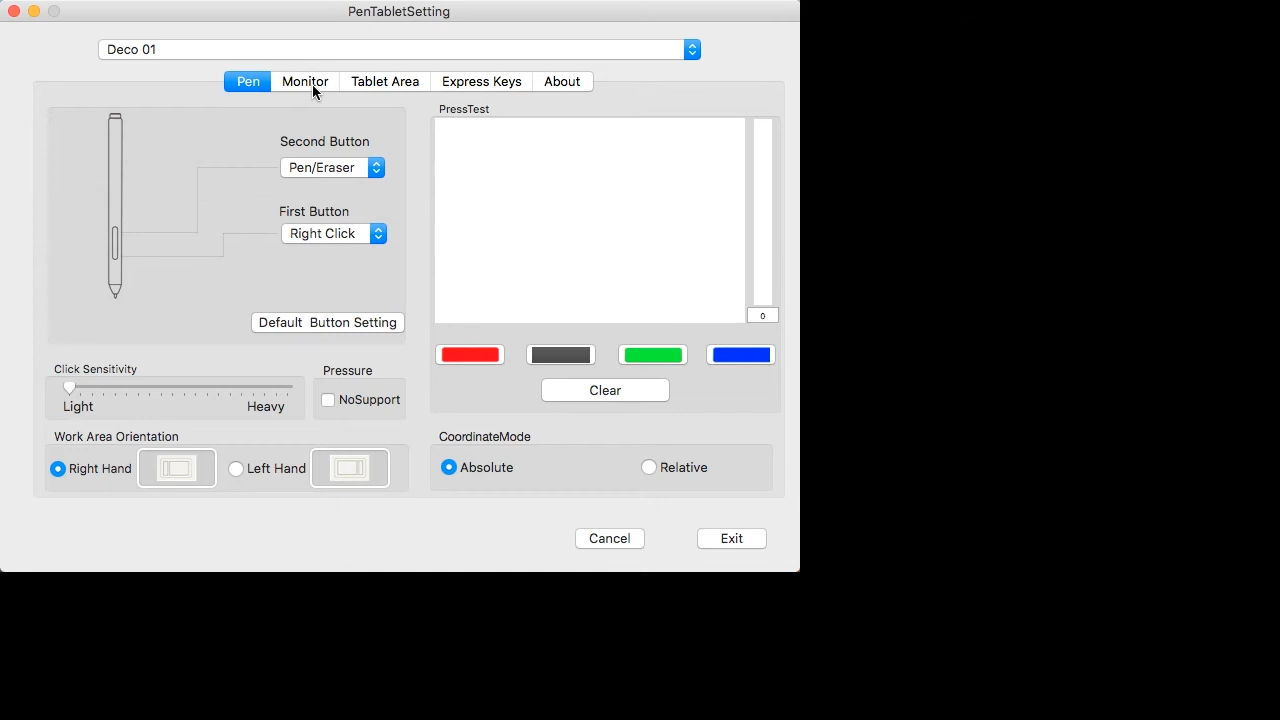 PenTabletSetting
Deco 01
Pen Monitor Tablet Area Express Keys About
PressTest
Second Button
Pen/Eraser
First Button
Right Click
Default Button Setting
0
Clear
Click Sensitivity
Light Heavy
Pressure
NoSupport
Work Area Orientation
Right Hand Left Hand
CoordinateMode
Absolute Relative
Cancel Exit